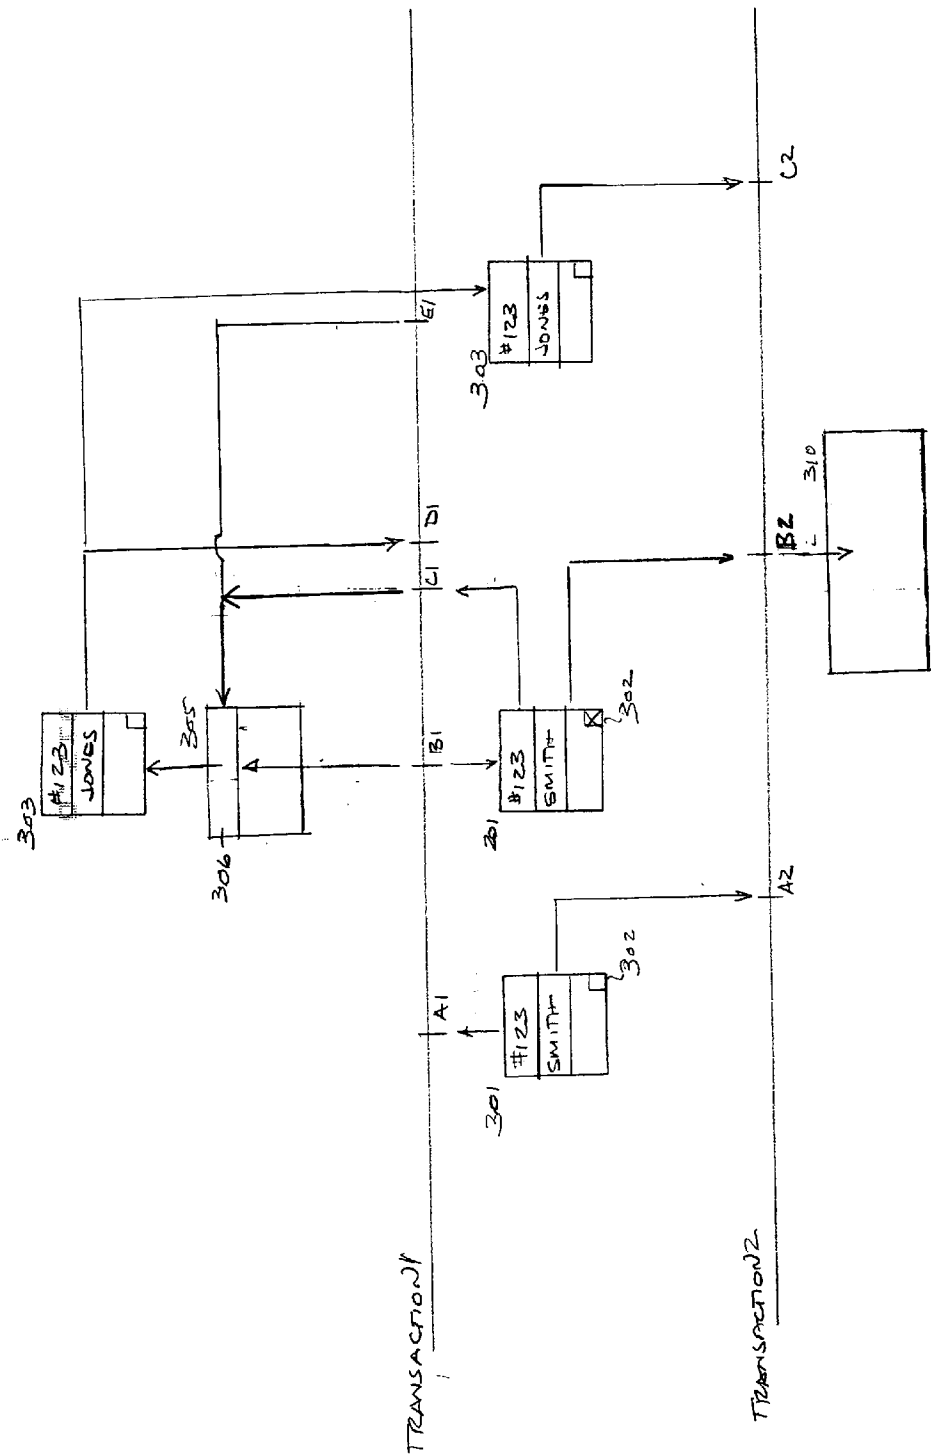 303
#123
JONES
305
306
TRANSACTION1
A1
B1
C1
D1
E1
301
#123
SMITH
302
201
#123
SMITH
302
303
#123
JONES
TRANSACTION2
A2
B2
C2
310